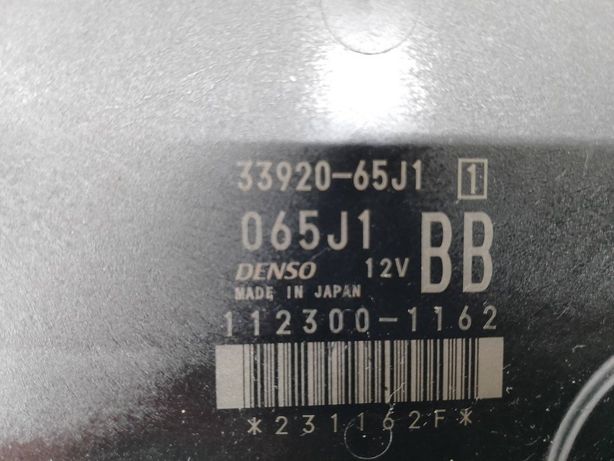 33920-65J1 1
065J1 BB
DENSO 12V
MADE IN JAPAN
112300-1162
*231162F*